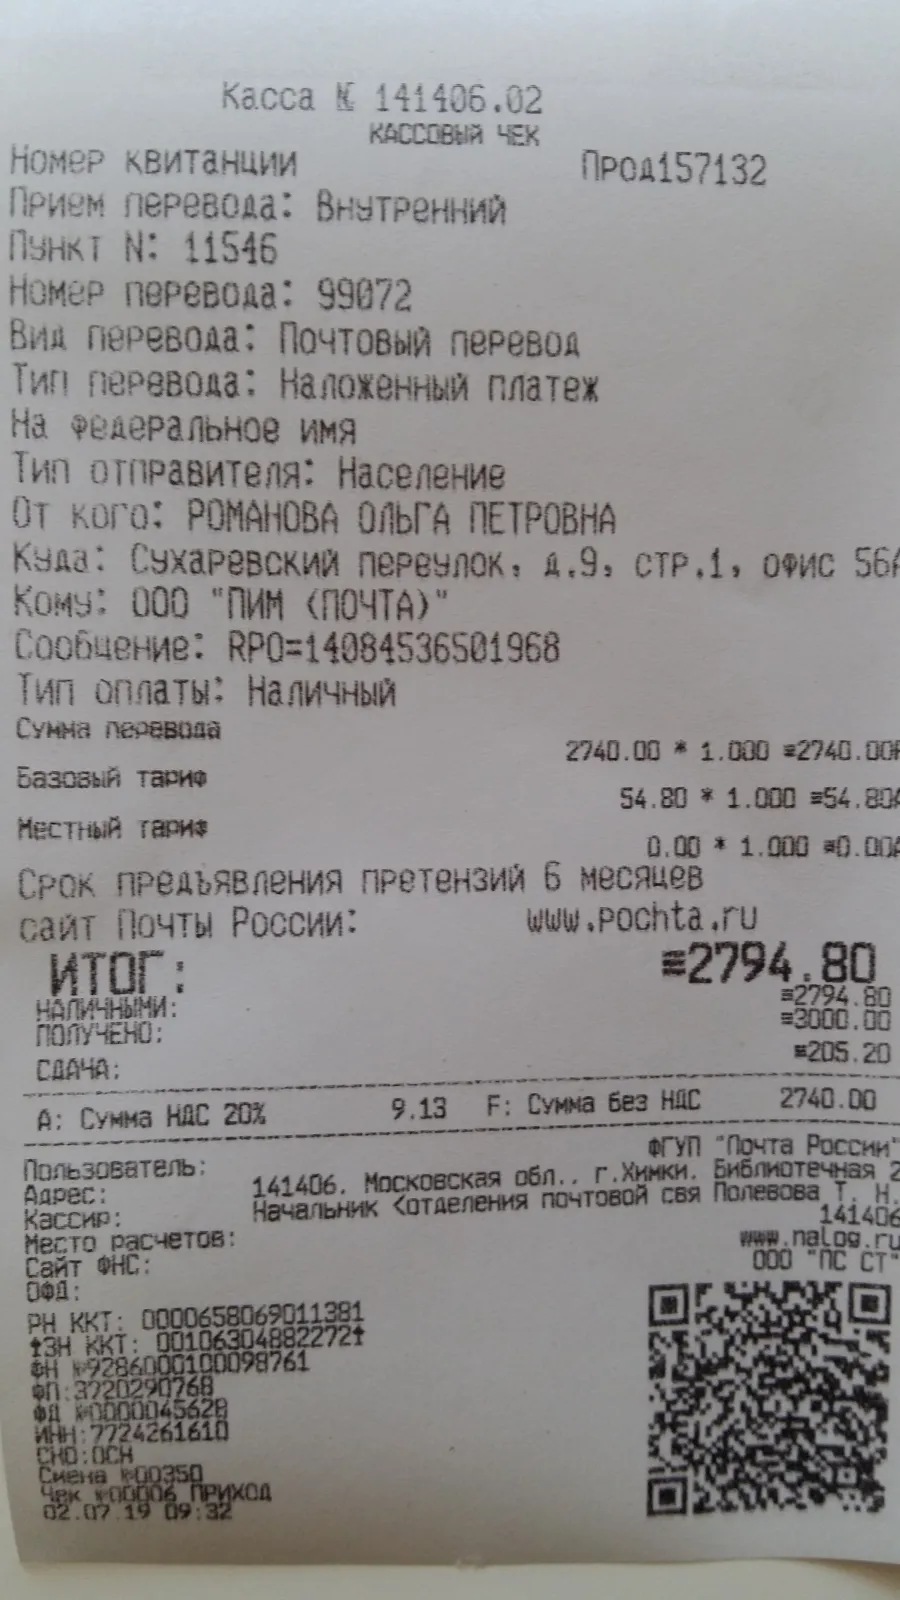 Касса № 141406.02
КАССОВЫЙ ЧЕК
Номер квитанции Прод157132
Прием перевода: Внутренний
Пункт N: 11546
Номер перевода: 99072
Вид перевода: Почтовый перевод
Тип перевода: Наложенный платеж
На федеральное имя
Тип отправителя: Население
От кого: РОМАНОВА ОЛЬГА ПЕТРОВНА
Куда: Сухаревский переулок, д.9, стр.1, офис 56А
Кому: ООО "ПИМ (ПОЧТА)"
Сообщение: RPO=14084536501968
Тип оплаты: Наличный
Сумма перевода
2740.00 * 1.000 =2740.00F
Базовый тариф
54.80 * 1.000 =54.80А
Местный тариф
0.00 * 1.000 =0.00А
Срок предъявления претензий 6 месяцев
сайт Почты России: www.pochta.ru
ИТОГ: =2794.80
НАЛИЧНЫМИ: =2794.80
ПОЛУЧЕНО: =3000.00
СДАЧА: =205.20
А: Сумма НДС 20% 9.13 F: Сумма без НДС 2740.00
Пользователь: ФГУП "Почта России"
Адрес: 141406, Московская обл., г.Химки, Библиотечная 2
Кассир: Начальник <отделения почтовой свя Полевова Т. Н.
Место расчетов: 141406
Сайт ФНС: www.nalog.ru
ОФД: ООО "ПС СТ"
РН ККТ: 0000658069011381
↑ЗН ККТ: 00106304882272↑
ФН №9286000100098761
ФП:3720290768
ФД №0000045628
ИНН:7724261610
СНО:ОСН
Смена №00350
Чек №00006 ПРИХОД
02.07.19 09:32